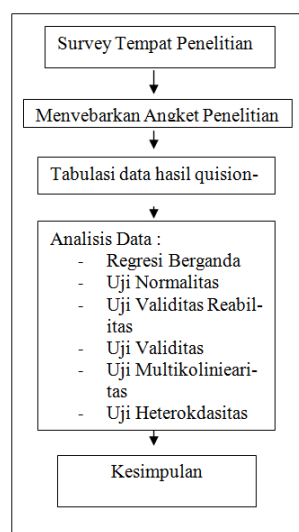 Survey Tempat Penelitian
Menyebarkan Angket Penelitian
Tabulasi data hasil quision-
Analisis Data :
- Regresi Berganda
- Uji Normalitas
- Uji Validitas Reabil-
itas
- Uji Validitas
- Uji Multikolinieari-
tas
- Uji Heterokdasitas
Kesimpulan